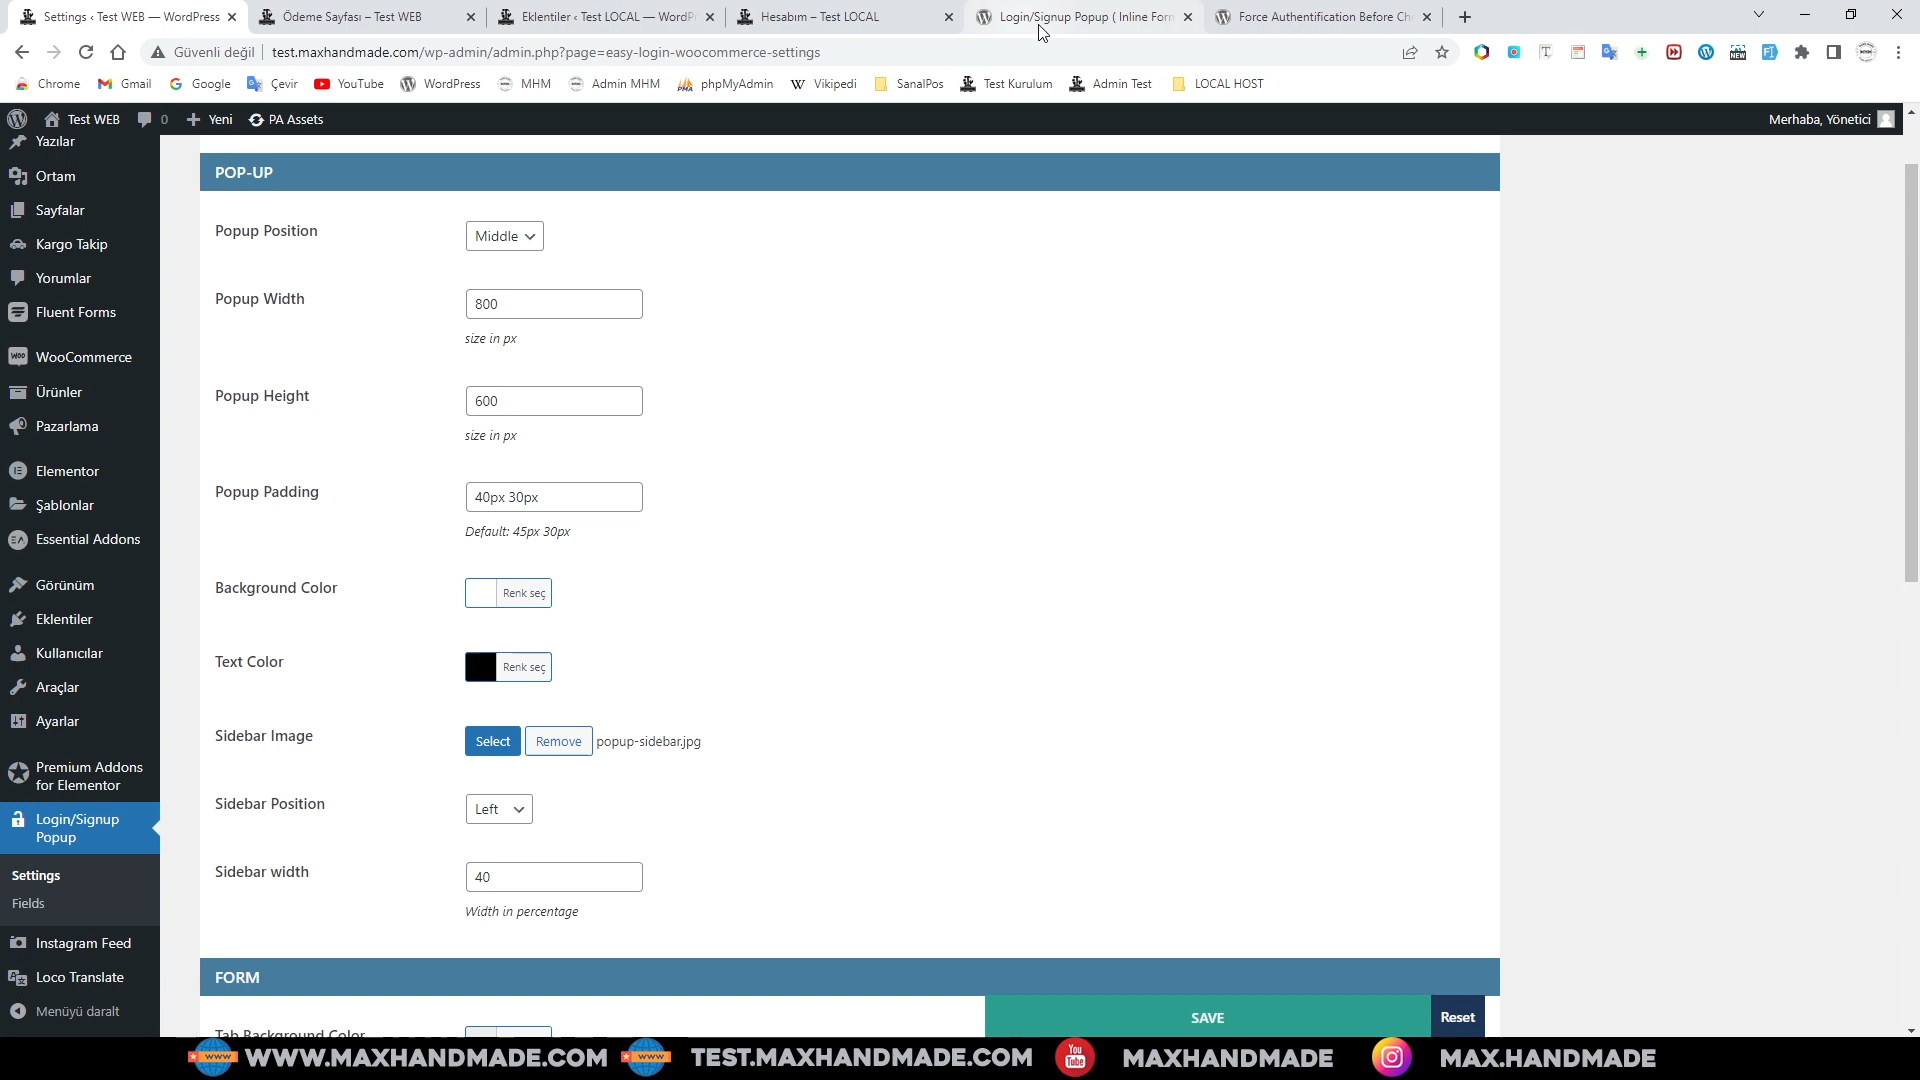 Settings ‹ Test WEB — WordPress
Ödeme Sayfası – Test WEB
Eklentiler ‹ Test LOCAL — WordP
Hesabım – Test LOCAL
Login/Signup Popup ( Inline Forr
Force Authentification Before Ch
Güvenli değil
test.maxhandmade.com/wp-admin/admin.php?page=easy-login-woocommerce-settings
Chrome
Gmail
Google
Çevir
YouTube
WordPress
MHM
Admin MHM
phpMyAdmin
Vikipedi
SanalPos
Test Kurulum
Admin Test
LOCAL HOST
Test WEB
0
Yeni
PA Assets
Merhaba, Yönetici
Yazılar
Ortam
Sayfalar
Kargo Takip
Yorumlar
Fluent Forms
WooCommerce
Ürünler
Pazarlama
Elementor
Şablonlar
Essential Addons
Görünüm
Eklentiler
Kullanıcılar
Araçlar
Ayarlar
Premium Addons
for Elementor
Login/Signup
Popup
Settings
Fields
Instagram Feed
Loco Translate
Menüyü daralt
POP-UP
Popup Position
Middle
Popup Width
800
size in px
Popup Height
600
size in px
Popup Padding
40px 30px
Default: 45px 30px
Background Color
Renk seç
Text Color
Renk seç
Sidebar Image
Select
Remove
popup-sidebar.jpg
Sidebar Position
Left
Sidebar width
40
Width in percentage
FORM
Tab Background Color
SAVE
Reset
WWW.MAXHANDMADE.COM
TEST.MAXHANDMADE.COM
You Tube
MAXHANDMADE
MAX.HANDMADE